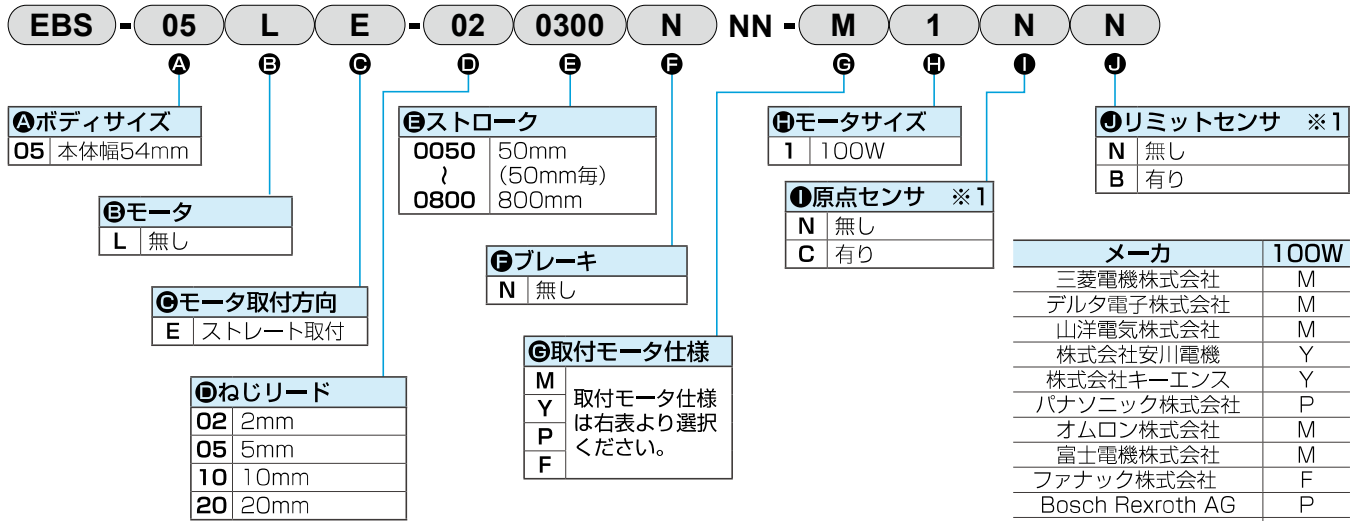 EBS - 05 L E - 02 0300 N NN - M 1 N N
A B C D E F G H I J
Aボディサイズ
05 本体幅54mm
Bモータ
L 無し
Cモータ取付方向
E ストレート取付
Dねじリード
02 2mm
05 5mm
10 10mm
20 20mm
Eストローク
0050 50mm
〜 (50mm毎)
0800 800mm
Fブレーキ
N 無し
G取付モータ仕様
M
Y
P
F
取付モータ仕様
は右表より選択
ください。
Hモータサイズ
1 100W
I原点センサ ※1
N 無し
C 有り
Jリミットセンサ ※1
N 無し
B 有り
メーカ 100W
三菱電機株式会社 M
デルタ電子株式会社 M
山洋電気株式会社 M
株式会社安川電機 Y
株式会社キーエンス Y
パナソニック株式会社 P
オムロン株式会社 M
富士電機株式会社 M
ファナック株式会社 F
Bosch Rexroth AG P